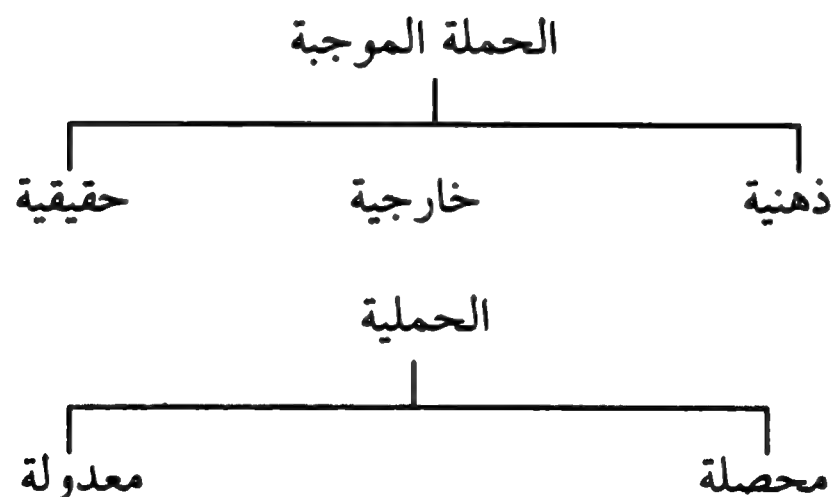 الحملة الموجبة
ذهنية خارجية حقيقية
الحملية
محصلة معدولة